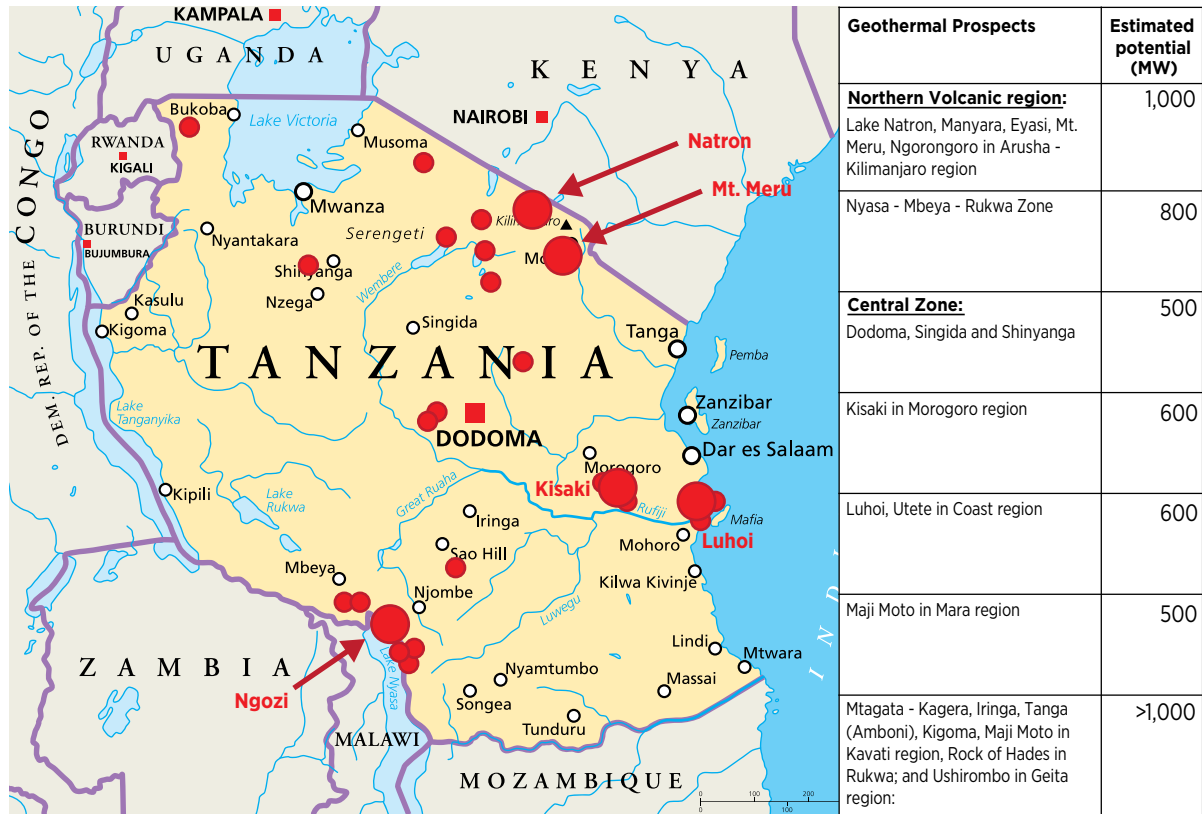 KAMPALA
UGANDA
KENYA
Bukoba
Lake Victoria
NAIROBI
RWANDA
KIGALI
Musoma
Natron
Mt. Meru
DEM. REP. OF THE CONGO
BURUNDI
BUJUMBURA
Mwanza
Nyantakara
Serengeti
Shinyanga
Wembere
Nzega
Kasulu
Kigoma
Singida
Tanga
Pemba
TANZANIA
Lake
Tanganyika
DODOMA
Zanzibar
Zanzibar
Dar es Salaam
Morogoro
Kisaki
Rufiji
Mafia
Luhoi
Kipili
Lake
Rukwa
Great Ruaha
Iringa
Mohoro
Sao Hill
Kilwa Kivinje
Mbeya
Njombe
Luwegu
Lindi
Mtwara
ZAMBIA
Ngozi
Lake Nyasa
Nyamtumbo
Massai
Songea
Tunduru
MALAWI
MOZAMBIQUE
INDI
0 100 200
0 100
Geothermal Prospects
Estimated
potential
(MW)
Northern Volcanic region:
1,000
Lake Natron, Manyara, Eyasi, Mt.
Meru, Ngorongoro in Arusha -
Kilimanjaro region
Nyasa - Mbeya - Rukwa Zone
800
Central Zone:
500
Dodoma, Singida and Shinyanga
Kisaki in Morogoro region
600
Luhoi, Utete in Coast region
600
Maji Moto in Mara region
500
Mtagata - Kagera, Iringa, Tanga
>1,000
(Amboni), Kigoma, Maji Moto in
Kavati region, Rock of Hades in
Rukwa; and Ushirombo in Geita
region: